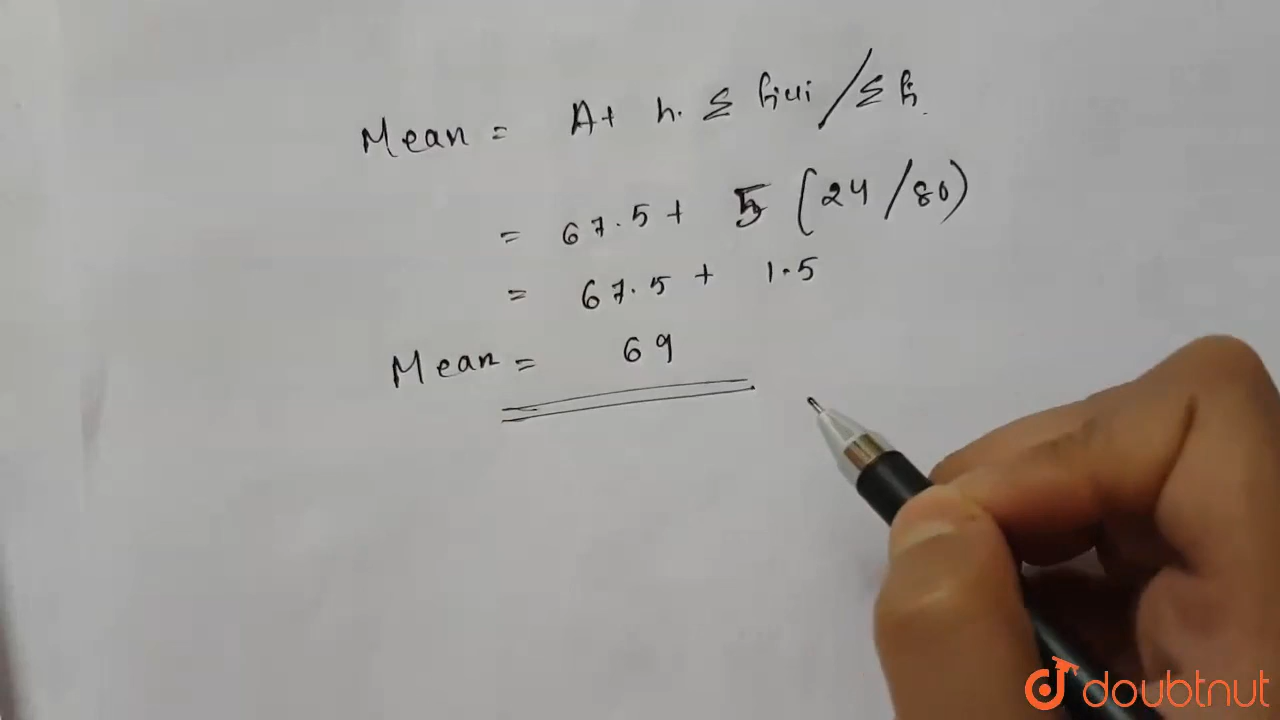 Mean = A+ h. Σ fiui / Σ fi
= 67.5 + 5 (24/80)
= 67.5 + 1.5
Mean = 69
doubtnut